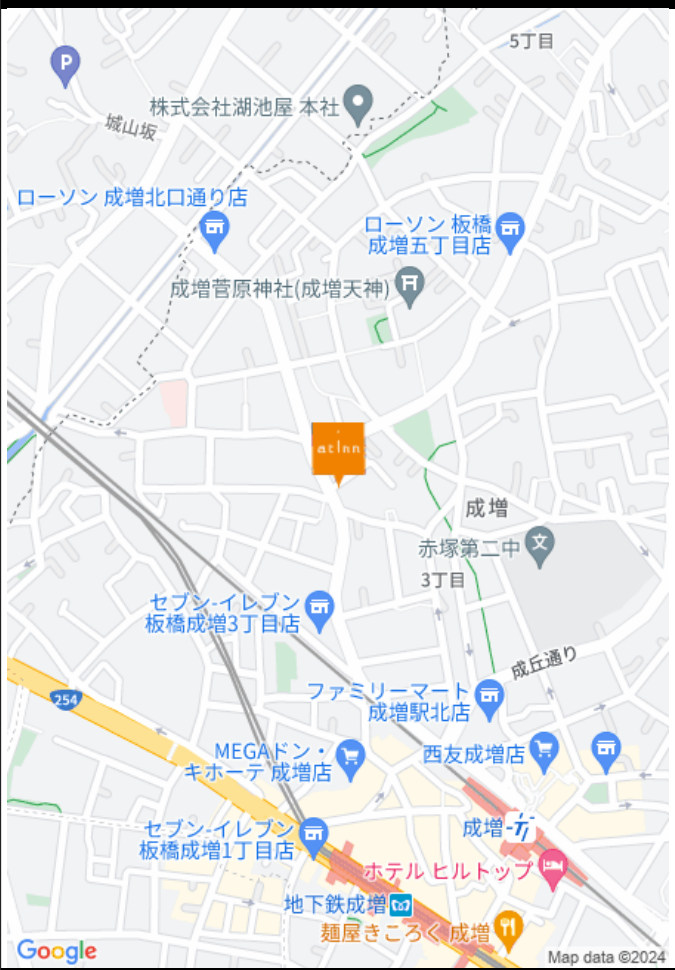 5丁目
P
株式会社湖池屋 本社
城山坂
ローソン 成増北口通り店
ローソン 板橋
成増五丁目店
成増菅原神社(成増天神)
at Inn
成増
赤塚第二中
文
3丁目
セブン-イレブン
板橋成増3丁目店
成丘通り
254
ファミリーマート
成増駅北店
MEGAドン・
キホーテ 成増店
西友成増店
セブン-イレブン
板橋成増1丁目店
成増
ホテル ヒルトップ
地下鉄成増
麺屋きころく 成増
Google
Map data ©2024